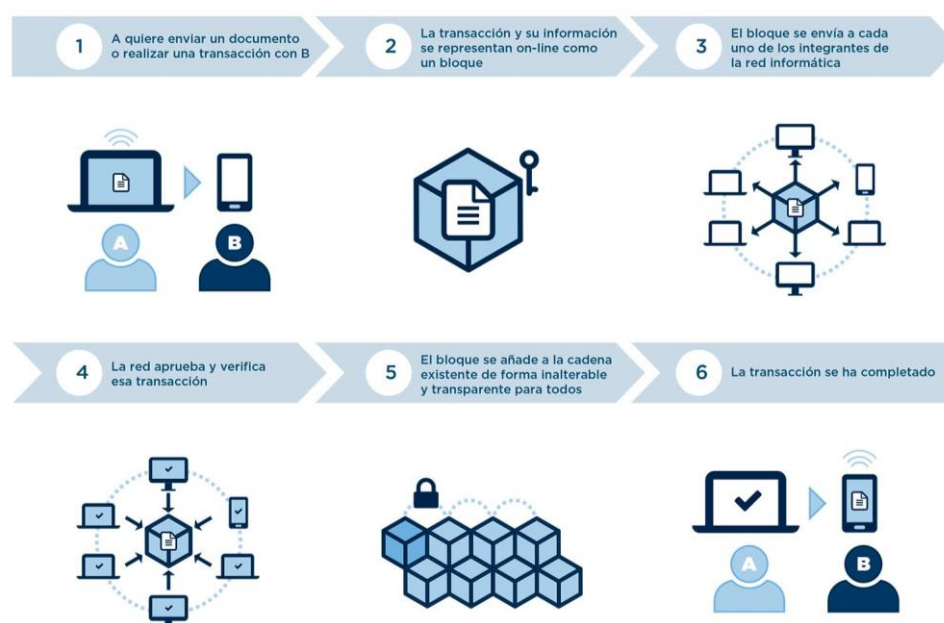 1
A quiere enviar un documento
o realizar una transacción con B
2
La transacción y su información
se representan on-line como
un bloque
3
El bloque se envía a cada
uno de los integrantes de
la red informática
A
B
4
La red aprueba y verifica
esa transacción
5
El bloque se añade a la cadena
existente de forma inalterable
y transparente para todos
6
La transacción se ha completado
A
B